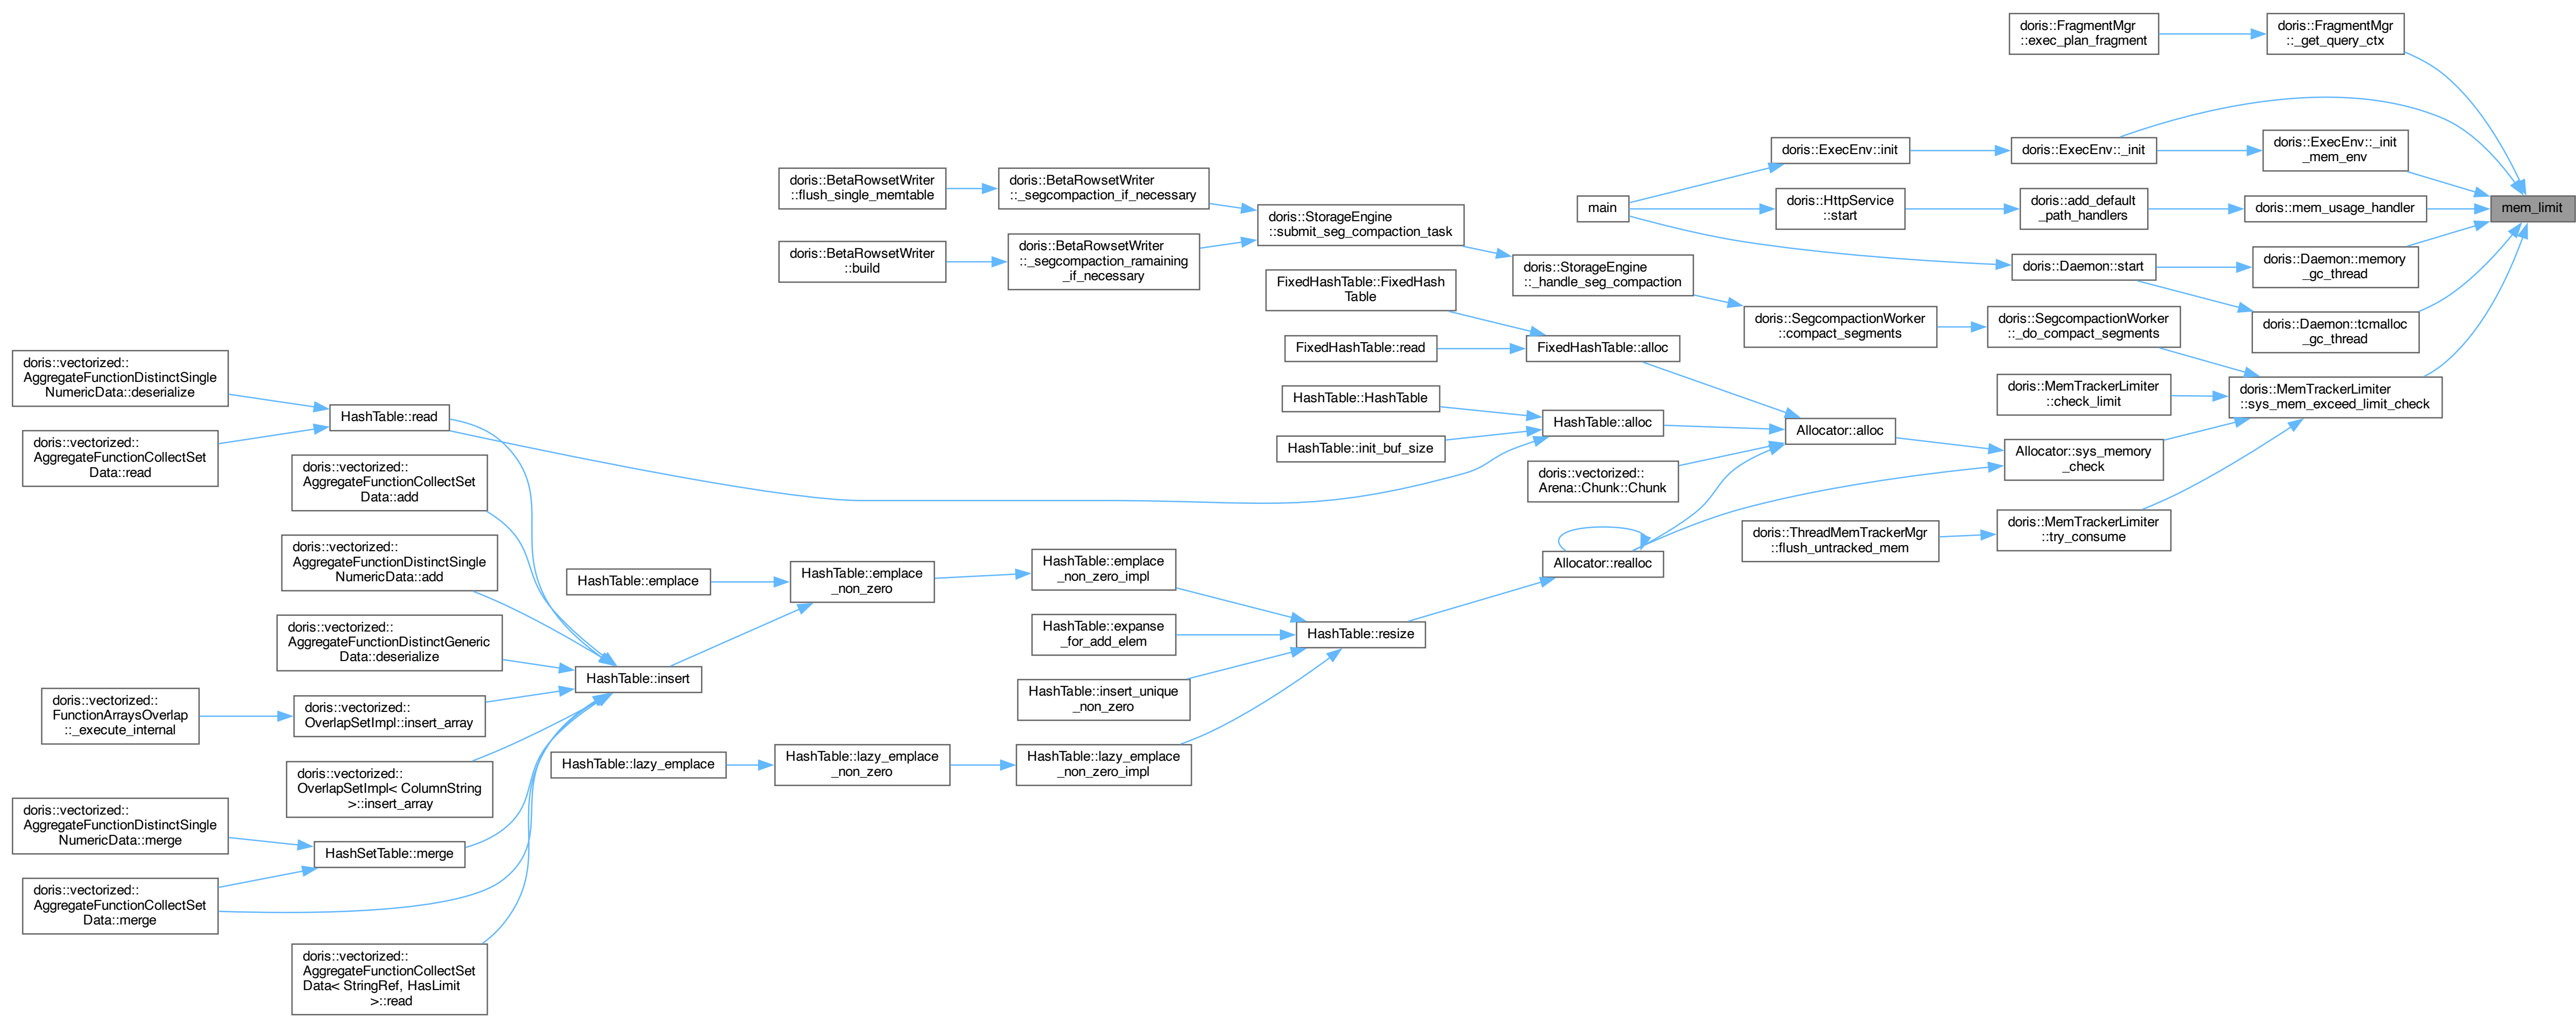 doris::FragmentMgr
::exec_plan_fragment
doris::FragmentMgr
::_get_query_ctx
doris::ExecEnv::init
doris::ExecEnv::_init
doris::ExecEnv::_init
_mem_env
main
doris::HttpService
::start
doris::add_default
_path_handlers
doris::mem_usage_handler
mem_limit
doris::Daemon::start
doris::Daemon::memory
_gc_thread
doris::Daemon::tcmalloc
_gc_thread
doris::BetaRowsetWriter
::flush_single_memtable
doris::BetaRowsetWriter
::_segcompaction_if_necessary
doris::StorageEngine
::submit_seg_compaction_task
doris::BetaRowsetWriter
::build
doris::BetaRowsetWriter
::_segcompaction_ramaining
_if_necessary
doris::StorageEngine
::_handle_seg_compaction
doris::SegcompactionWorker
::compact_segments
doris::SegcompactionWorker
::_do_compact_segments
FixedHashTable::FixedHash
Table
FixedHashTable::read
FixedHashTable::alloc
doris::MemTrackerLimiter
::check_limit
doris::MemTrackerLimiter
::sys_mem_exceed_limit_check
HashTable::HashTable
HashTable::alloc
HashTable::init_buf_size
Allocator::alloc
Allocator::sys_memory
_check
doris::vectorized::
Arena::Chunk::Chunk
doris::ThreadMemTrackerMgr
::flush_untracked_mem
doris::MemTrackerLimiter
::try_consume
Allocator::realloc
doris::vectorized::
AggregateFunctionDistinctSingle
NumericData::deserialize
HashTable::read
doris::vectorized::
AggregateFunctionCollectSet
Data::read
doris::vectorized::
AggregateFunctionCollectSet
Data::add
doris::vectorized::
AggregateFunctionDistinctSingle
NumericData::add
HashTable::emplace
HashTable::emplace
_non_zero
HashTable::emplace
_non_zero_impl
HashTable::expanse
_for_add_elem
HashTable::resize
doris::vectorized::
AggregateFunctionDistinctGeneric
Data::deserialize
HashTable::insert
HashTable::insert_unique
_non_zero
doris::vectorized::
FunctionArraysOverlap
::_execute_internal
doris::vectorized::
OverlapSetImpl::insert_array
HashTable::lazy_emplace
HashTable::lazy_emplace
_non_zero
HashTable::lazy_emplace
_non_zero_impl
doris::vectorized::
OverlapSetImpl< ColumnString
>::insert_array
doris::vectorized::
AggregateFunctionDistinctSingle
NumericData::merge
HashSetTable::merge
doris::vectorized::
AggregateFunctionCollectSet
Data::merge
doris::vectorized::
AggregateFunctionCollectSet
Data< StringRef, HasLimit
>::read